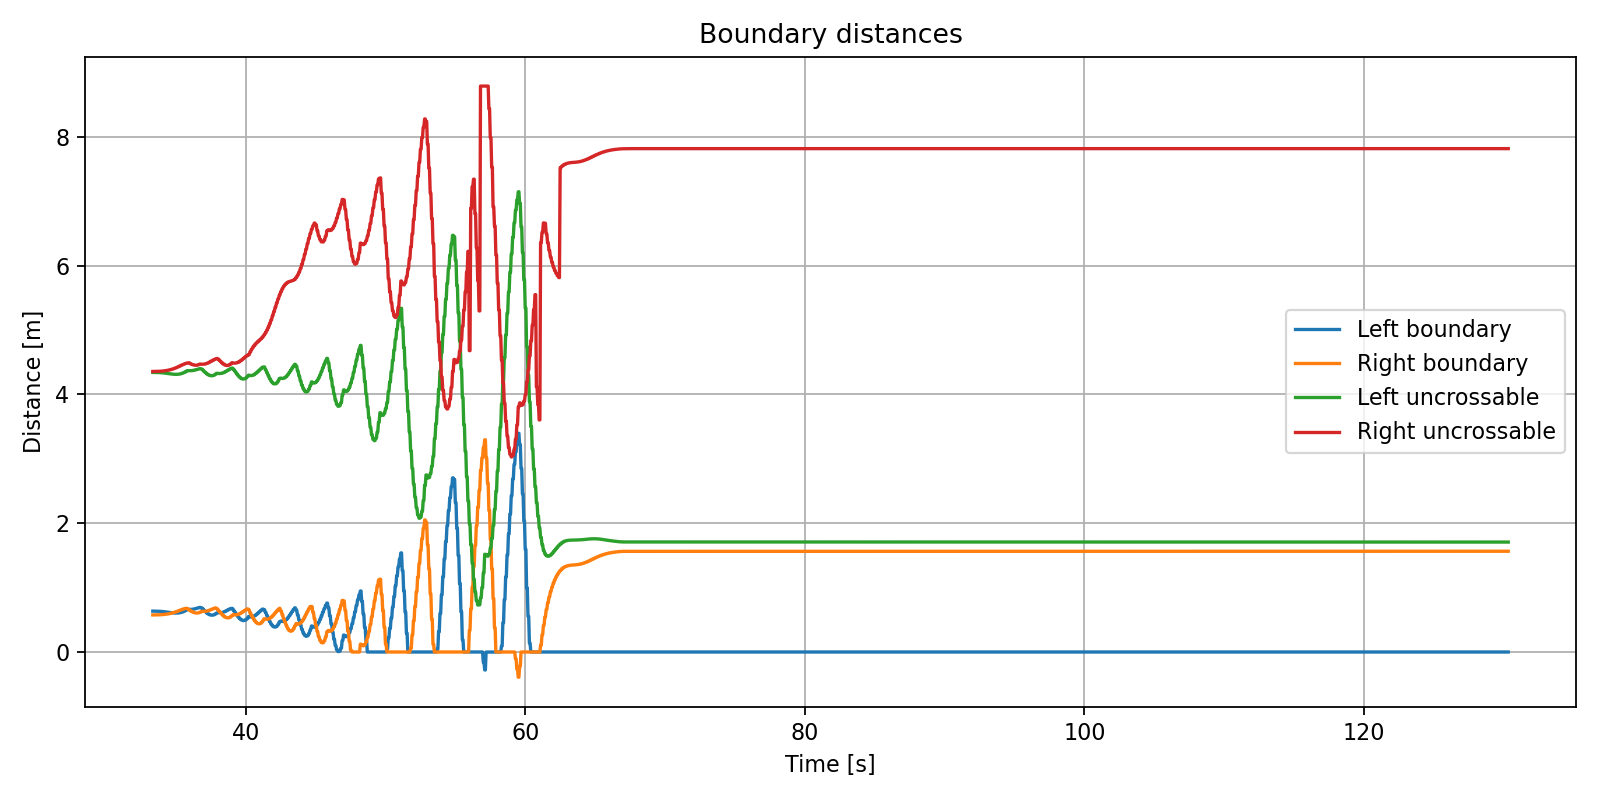 Boundary distances
Distance [m]
8
6
4
2
0
40
60
80
100
120
Time [s]
Left boundary
Right boundary
Left uncrossable
Right uncrossable